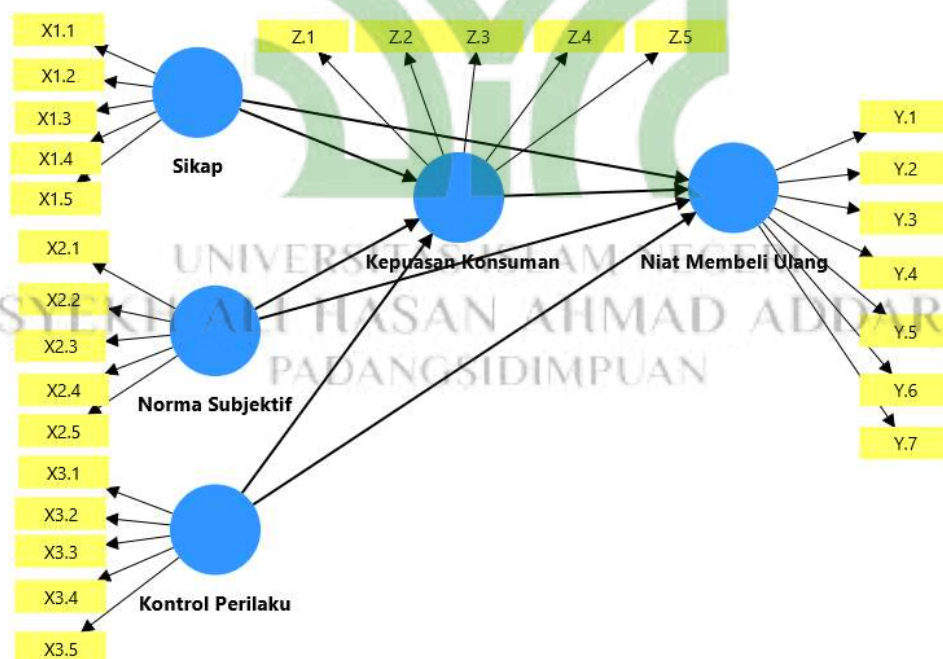 X1.1
X1.2
X1.3
X1.4
X1.5
Sikap
Z.1
Z.2
Z.3
Z.4
Z.5
Kepuasan Konsuman
Niat Membeli Ulang
Y.1
Y.2
Y.3
Y.4
Y.5
Y.6
Y.7
X2.1
X2.2
X2.3
X2.4
X2.5
Norma Subjektif
X3.1
X3.2
X3.3
X3.4
X3.5
Kontrol Perilaku
UNIVERSITAS ISLAM NEGERI
SYEKH ALI HASAN AHMAD ADDAR
PADANGSIDIMPUAN